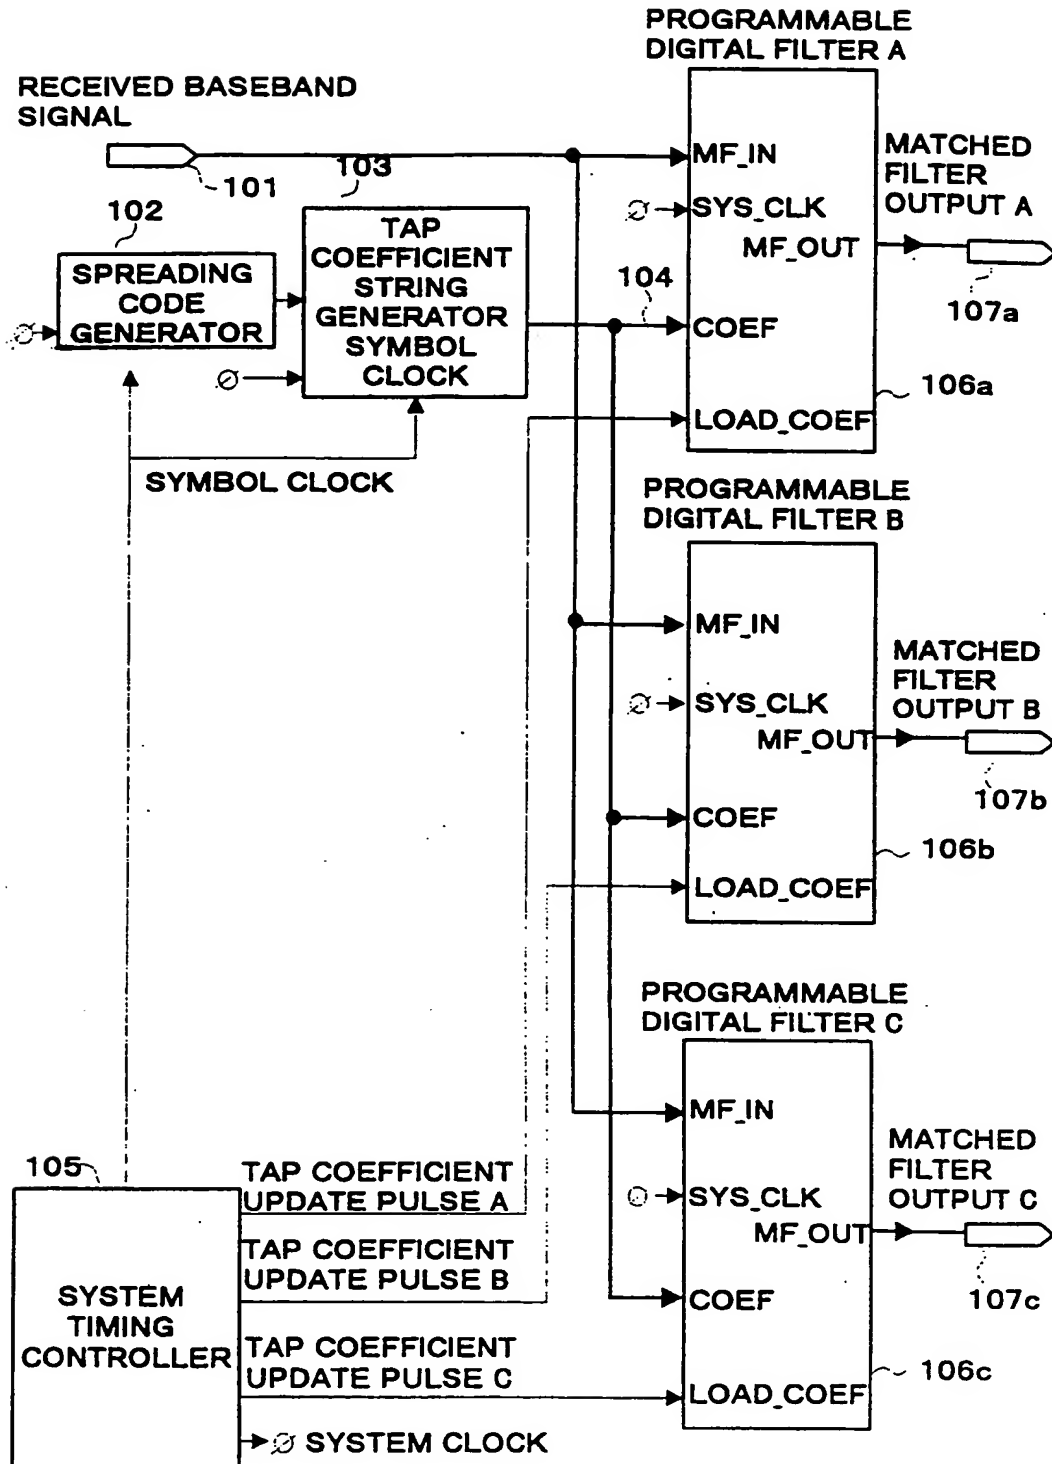 PROGRAMMABLE
DIGITAL FILTER A
RECEIVED BASEBAND
SIGNAL
101
102
103
SPREADING
CODE
GENERATOR
TAP
COEFFICIENT
STRING
GENERATOR
SYMBOL
CLOCK
104
MF_IN
SYS_CLK
MF_OUT
COEF
LOAD_COEF
MATCHED
FILTER
OUTPUT A
107a
106a
SYMBOL CLOCK
PROGRAMMABLE
DIGITAL FILTER B
MF_IN
SYS_CLK
MF_OUT
COEF
LOAD_COEF
MATCHED
FILTER
OUTPUT B
107b
106b
PROGRAMMABLE
DIGITAL FILTER C
MF_IN
SYS_CLK
MF_OUT
COEF
LOAD_COEF
MATCHED
FILTER
OUTPUT C
107c
106c
105
SYSTEM
TIMING
CONTROLLER
TAP COEFFICIENT
UPDATE PULSE A
TAP COEFFICIENT
UPDATE PULSE B
TAP COEFFICIENT
UPDATE PULSE C
Ø SYSTEM CLOCK